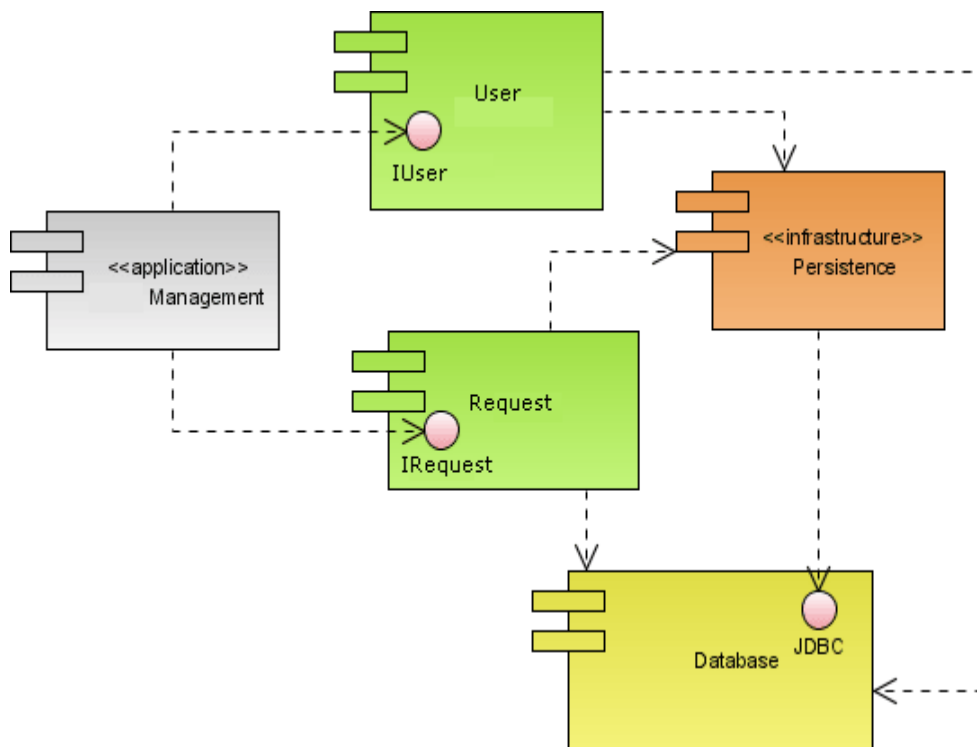 User
IUser
<<application>>
Management
<<infrastructure>>
Persistence
Request
IRequest
Database
JDBC